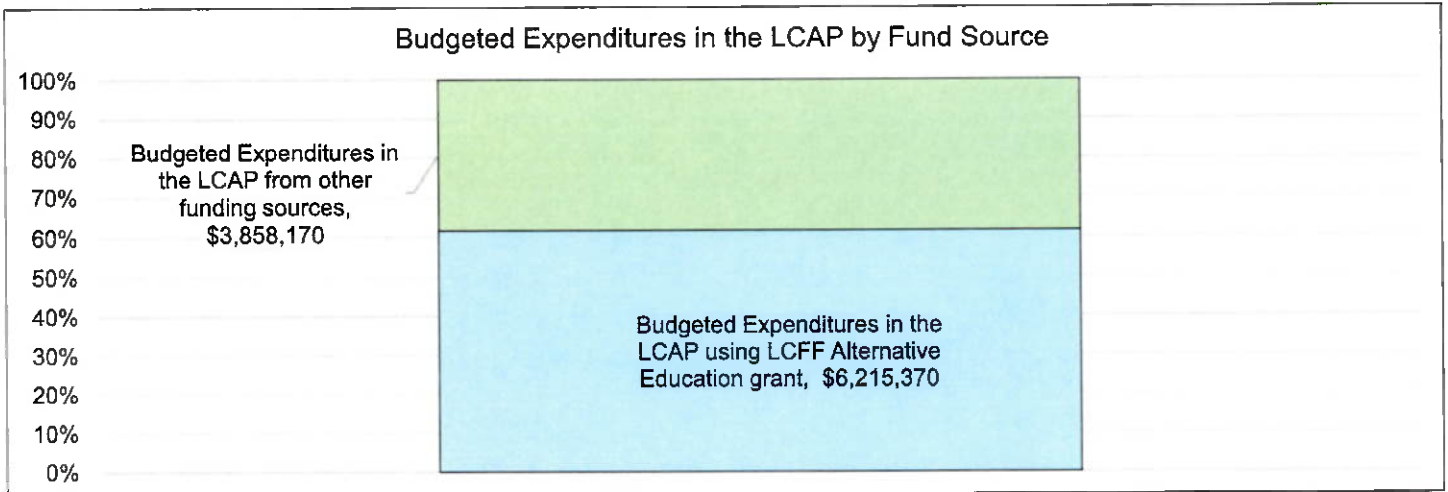 Budgeted Expenditures in the LCAP by Fund Source
100%
90%
80%
70%
60%
50%
40%
30%
20%
10%
0%
Budgeted Expenditures in
the LCAP from other
funding sources,
$3,858,170
Budgeted Expenditures in the
LCAP using LCFF Alternative
Education grant, $6,215,370